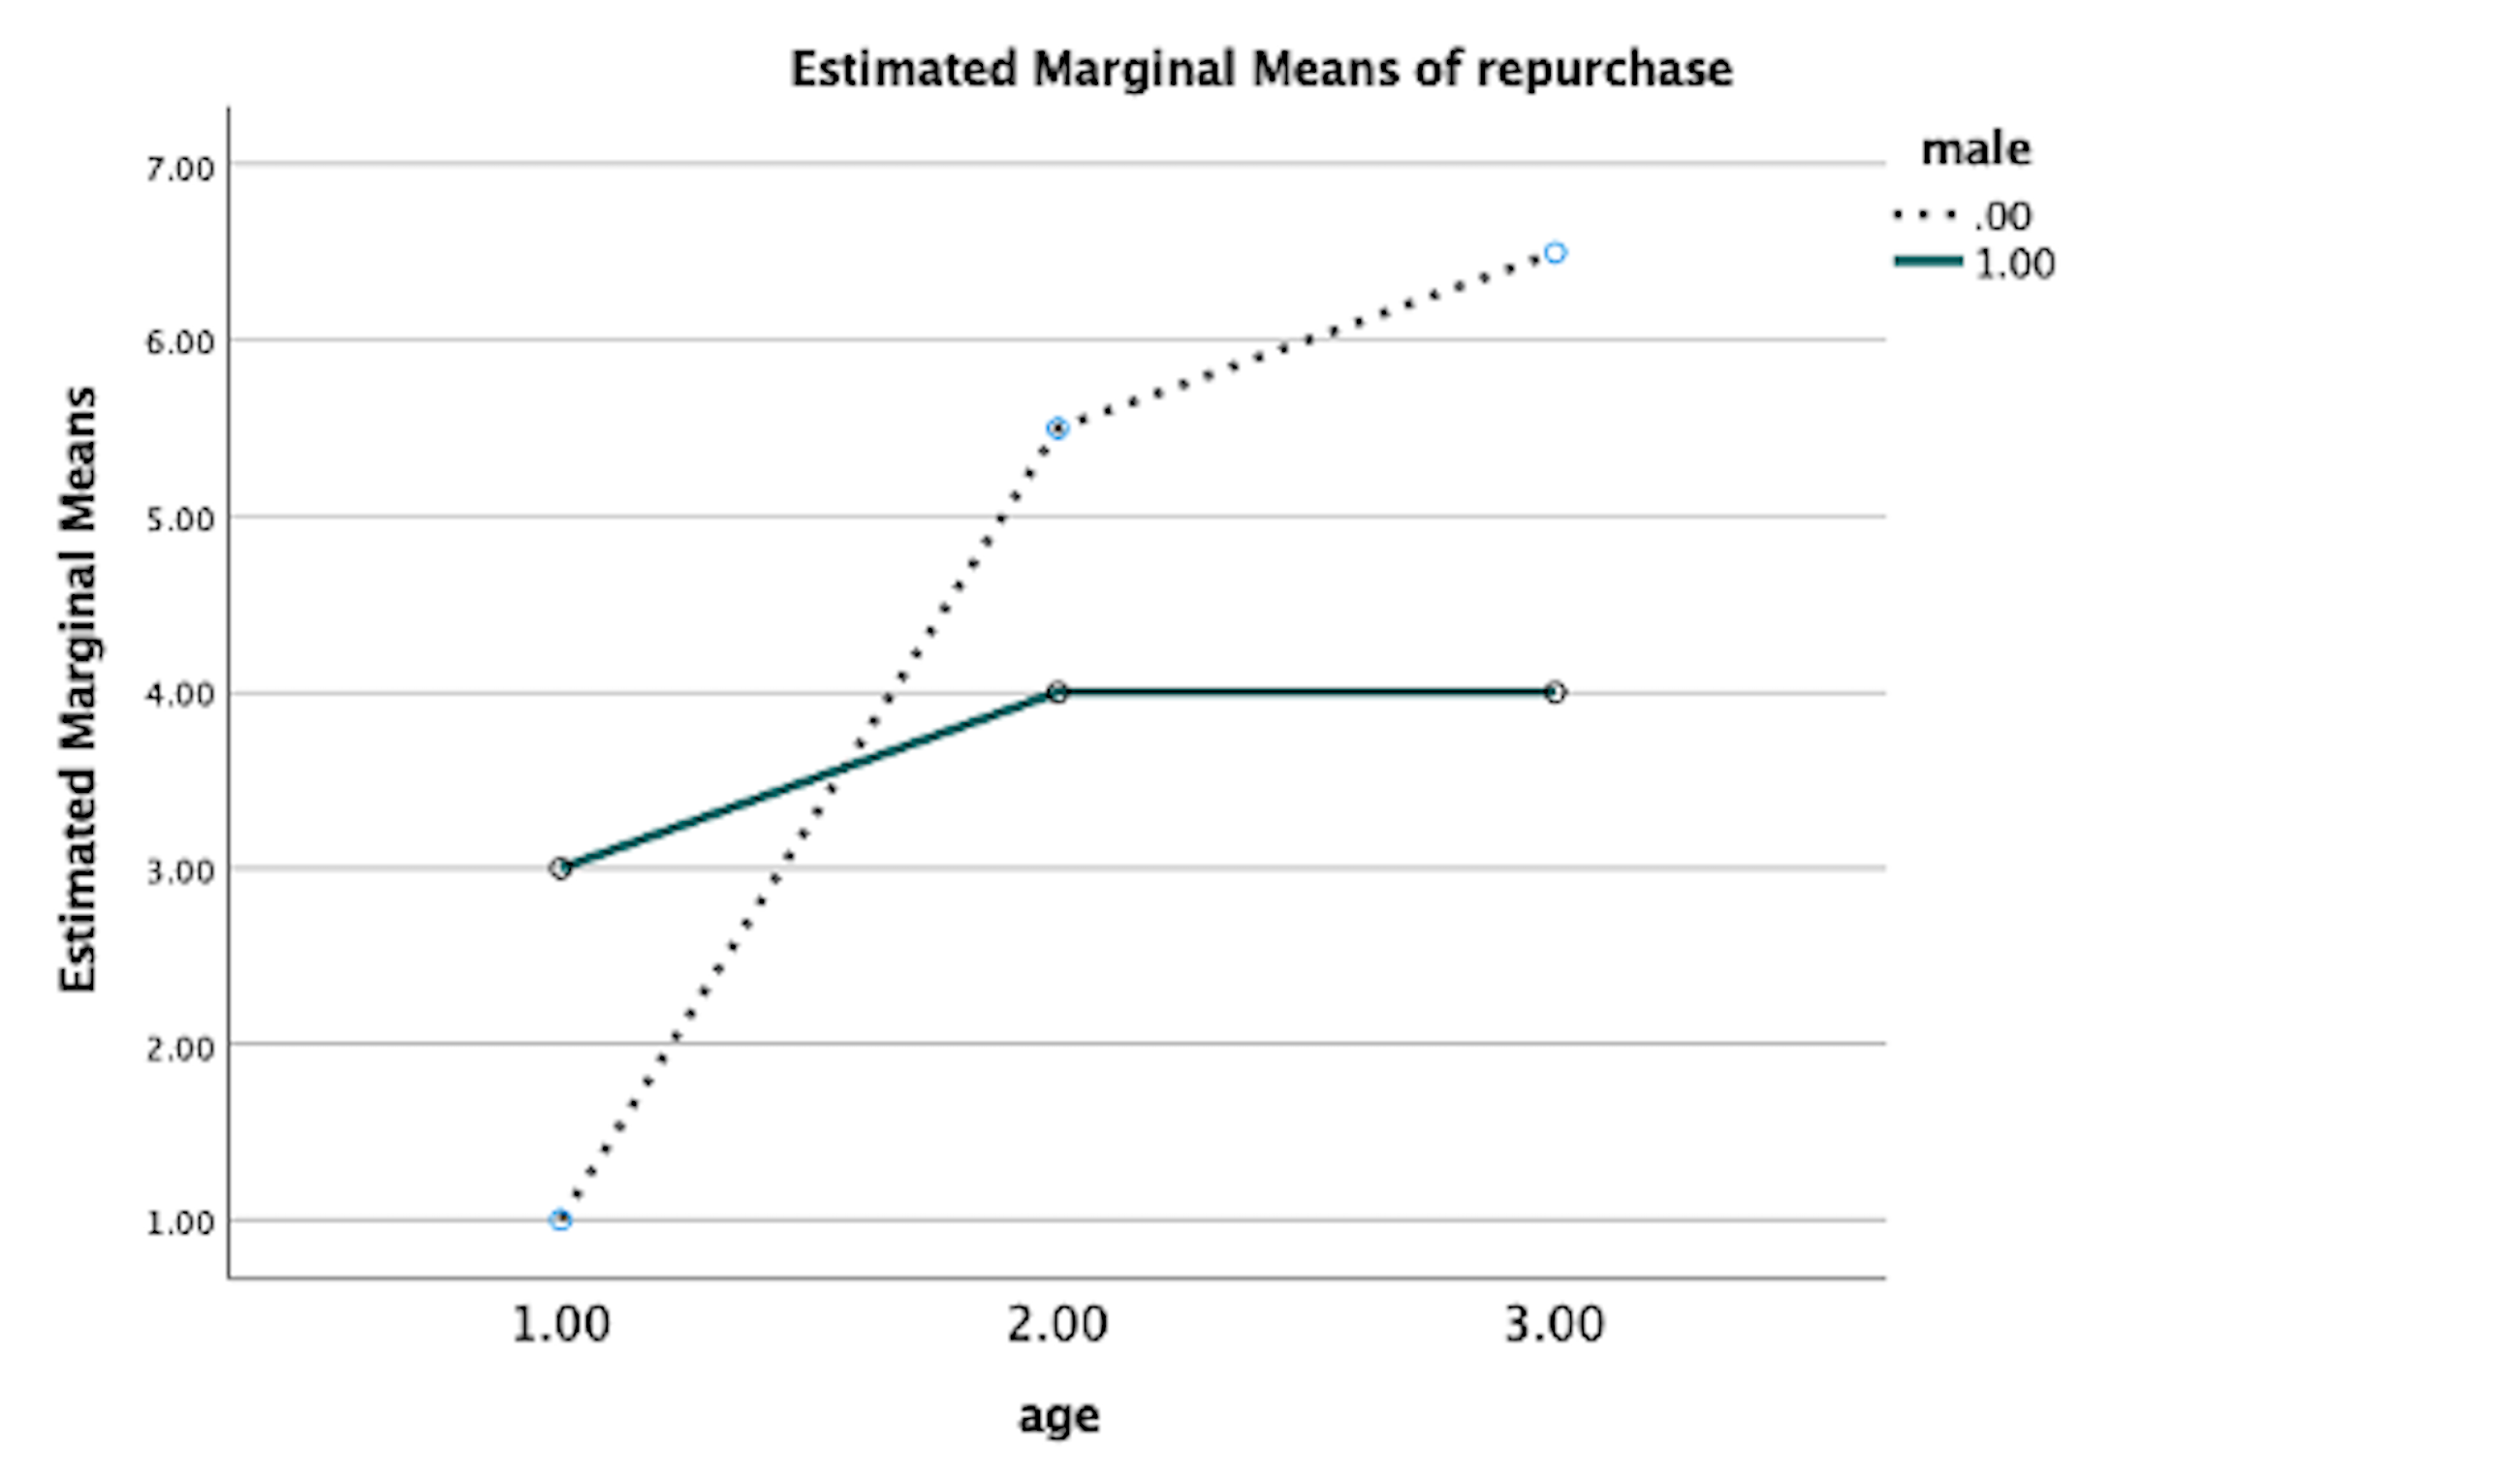 Estimated Marginal Means of repurchase
male
.00
1.00
Estimated Marginal Means
7.00
6.00
5.00
4.00
3.00
2.00
1.00
1.00 2.00 3.00
age